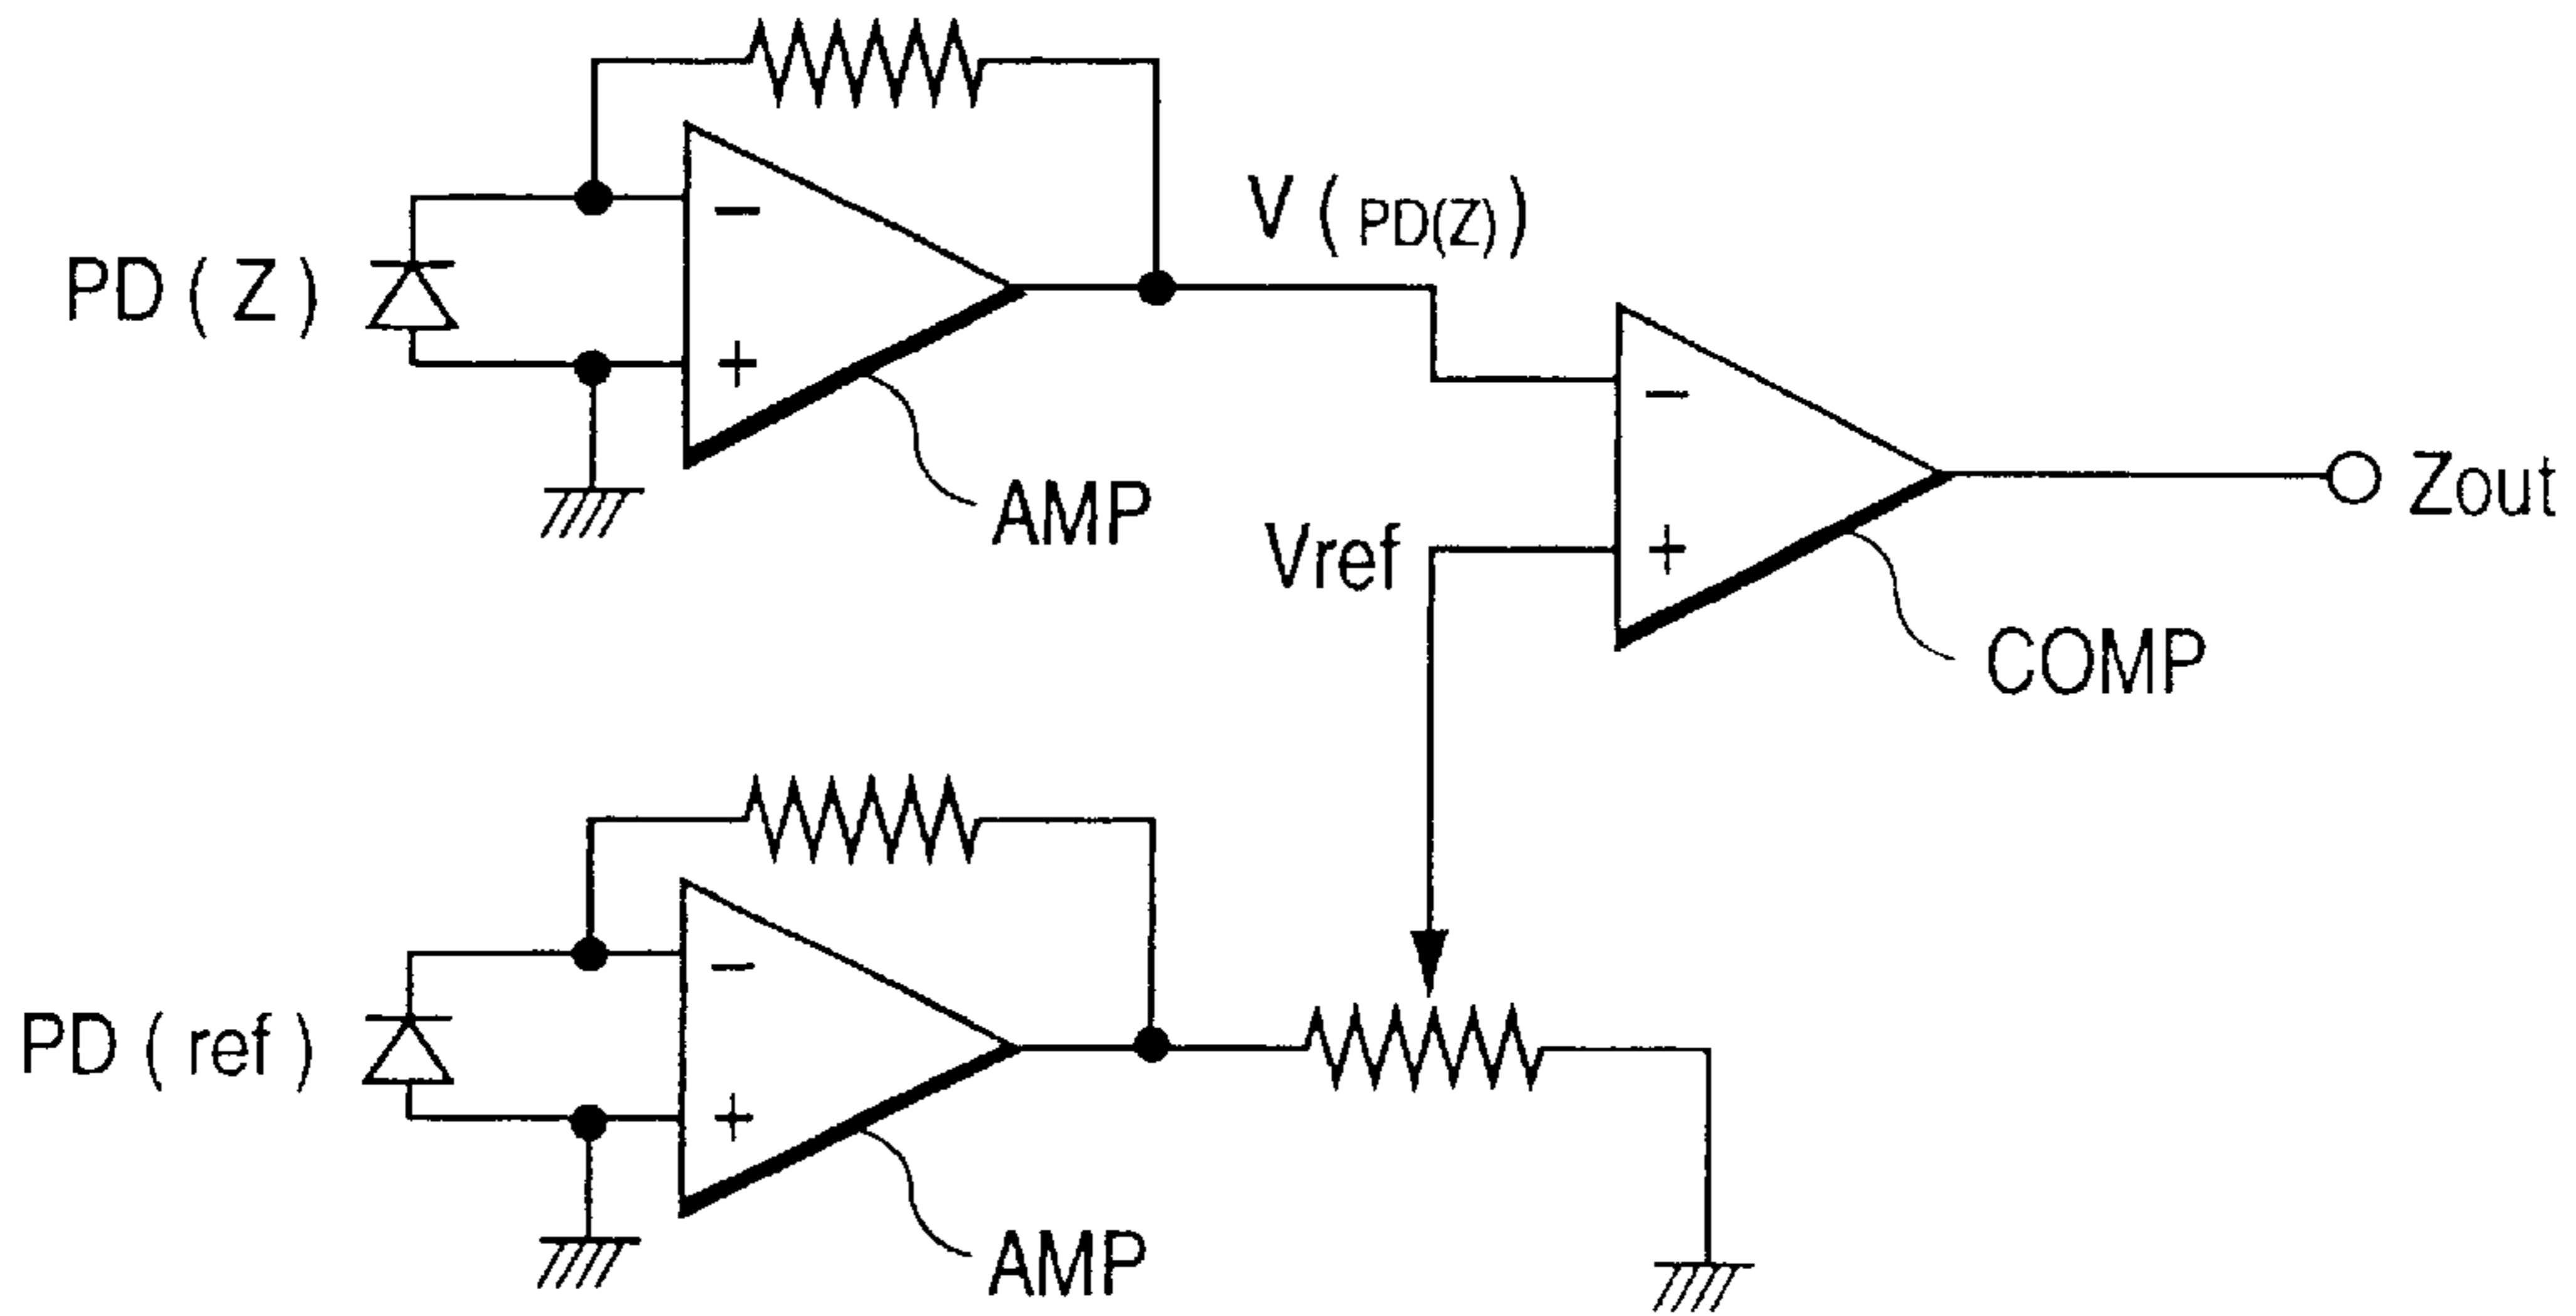 V ( PD(Z) )
PD ( Z )
−
+
AMP
−
Vref
+
Zout
COMP
PD ( ref )
−
+
AMP